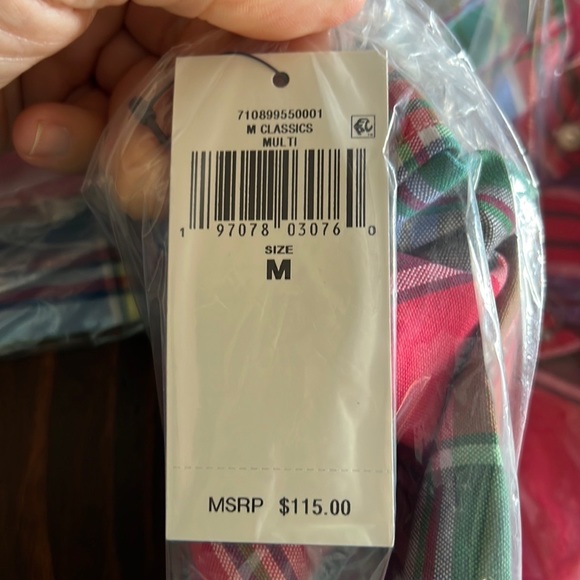 710899550001
M CLASSICS
MULTI
1 97078 03076 0
SIZE
M
MSRP $115.00